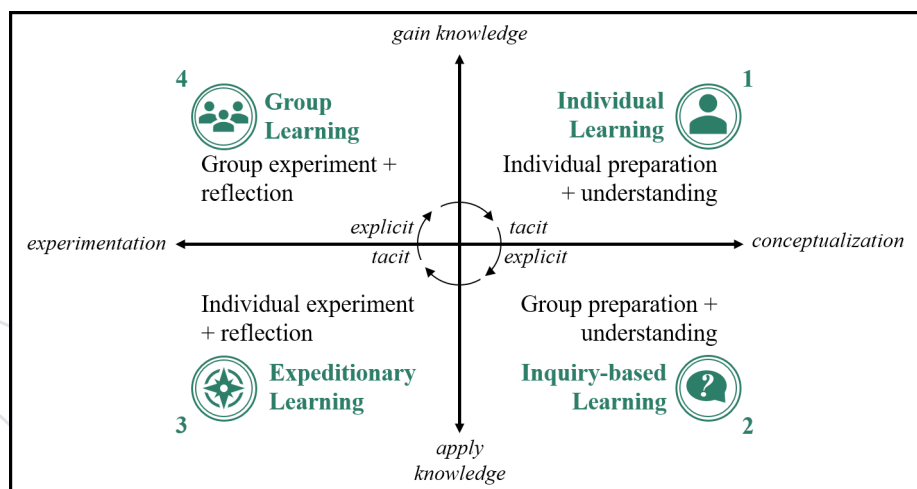 gain knowledge
4
Group
Learning
Group experiment +
reflection
1
Individual
Learning
Individual preparation
+ understanding
experimentation
explicit
tacit
tacit
explicit
conceptualization
Individual experiment
+ reflection
Expeditionary
Learning
3
Group preparation +
understanding
Inquiry-based
Learning
?
2
apply
knowledge